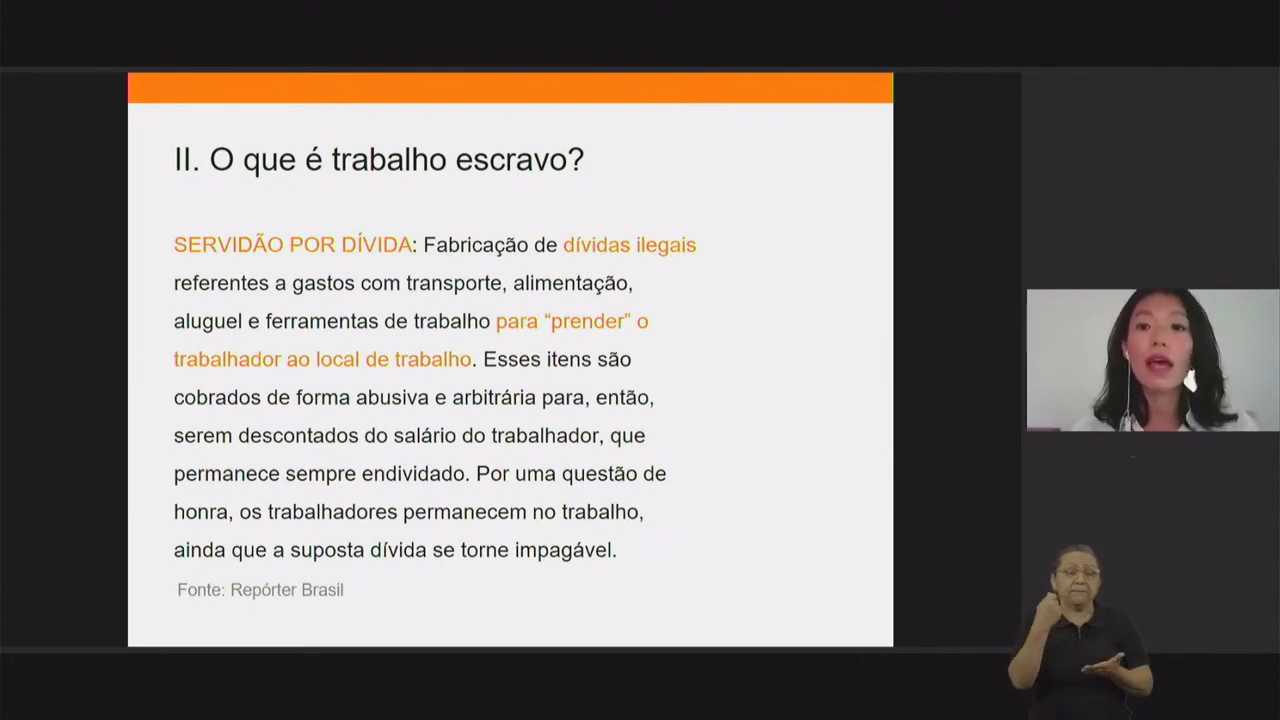 II. O que é trabalho escravo?
SERVIDÃO POR DÍVIDA: Fabricação de dívidas ilegais
referentes a gastos com transporte, alimentação,
aluguel e ferramentas de trabalho para “prender” o
trabalhador ao local de trabalho. Esses itens são
cobrados de forma abusiva e arbitrária para, então,
serem descontados do salário do trabalhador, que
permanece sempre endividado. Por uma questão de
honra, os trabalhadores permanecem no trabalho,
ainda que a suposta dívida se torne impagável.
Fonte: Repórter Brasil